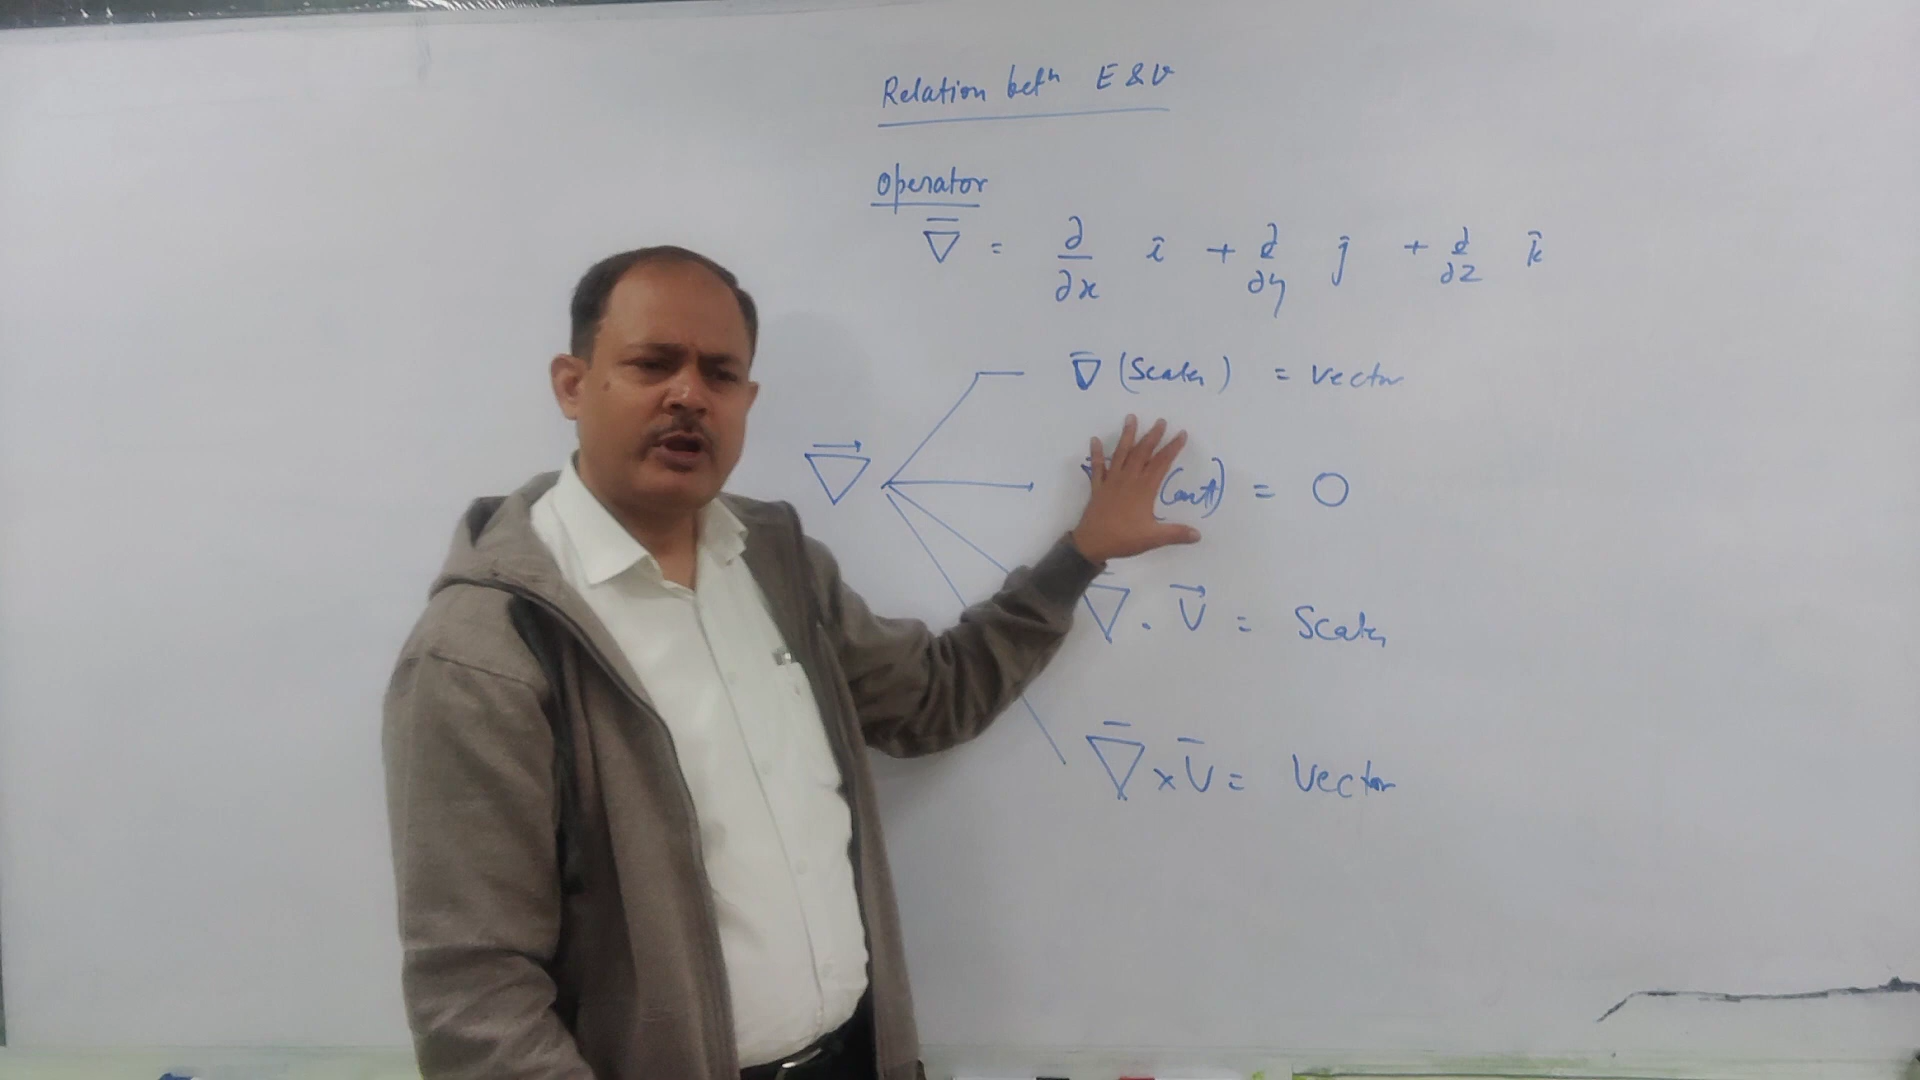 Relation betn E & V
Operator
∇̅ = ∂/∂x î + ∂/∂y ĵ + ∂/∂z k̂
∇̅ (Scalar) = Vector
∇⃗
(const) = 0
∇̅ . V⃗ = Scalar
∇̅ × V̅ = Vector